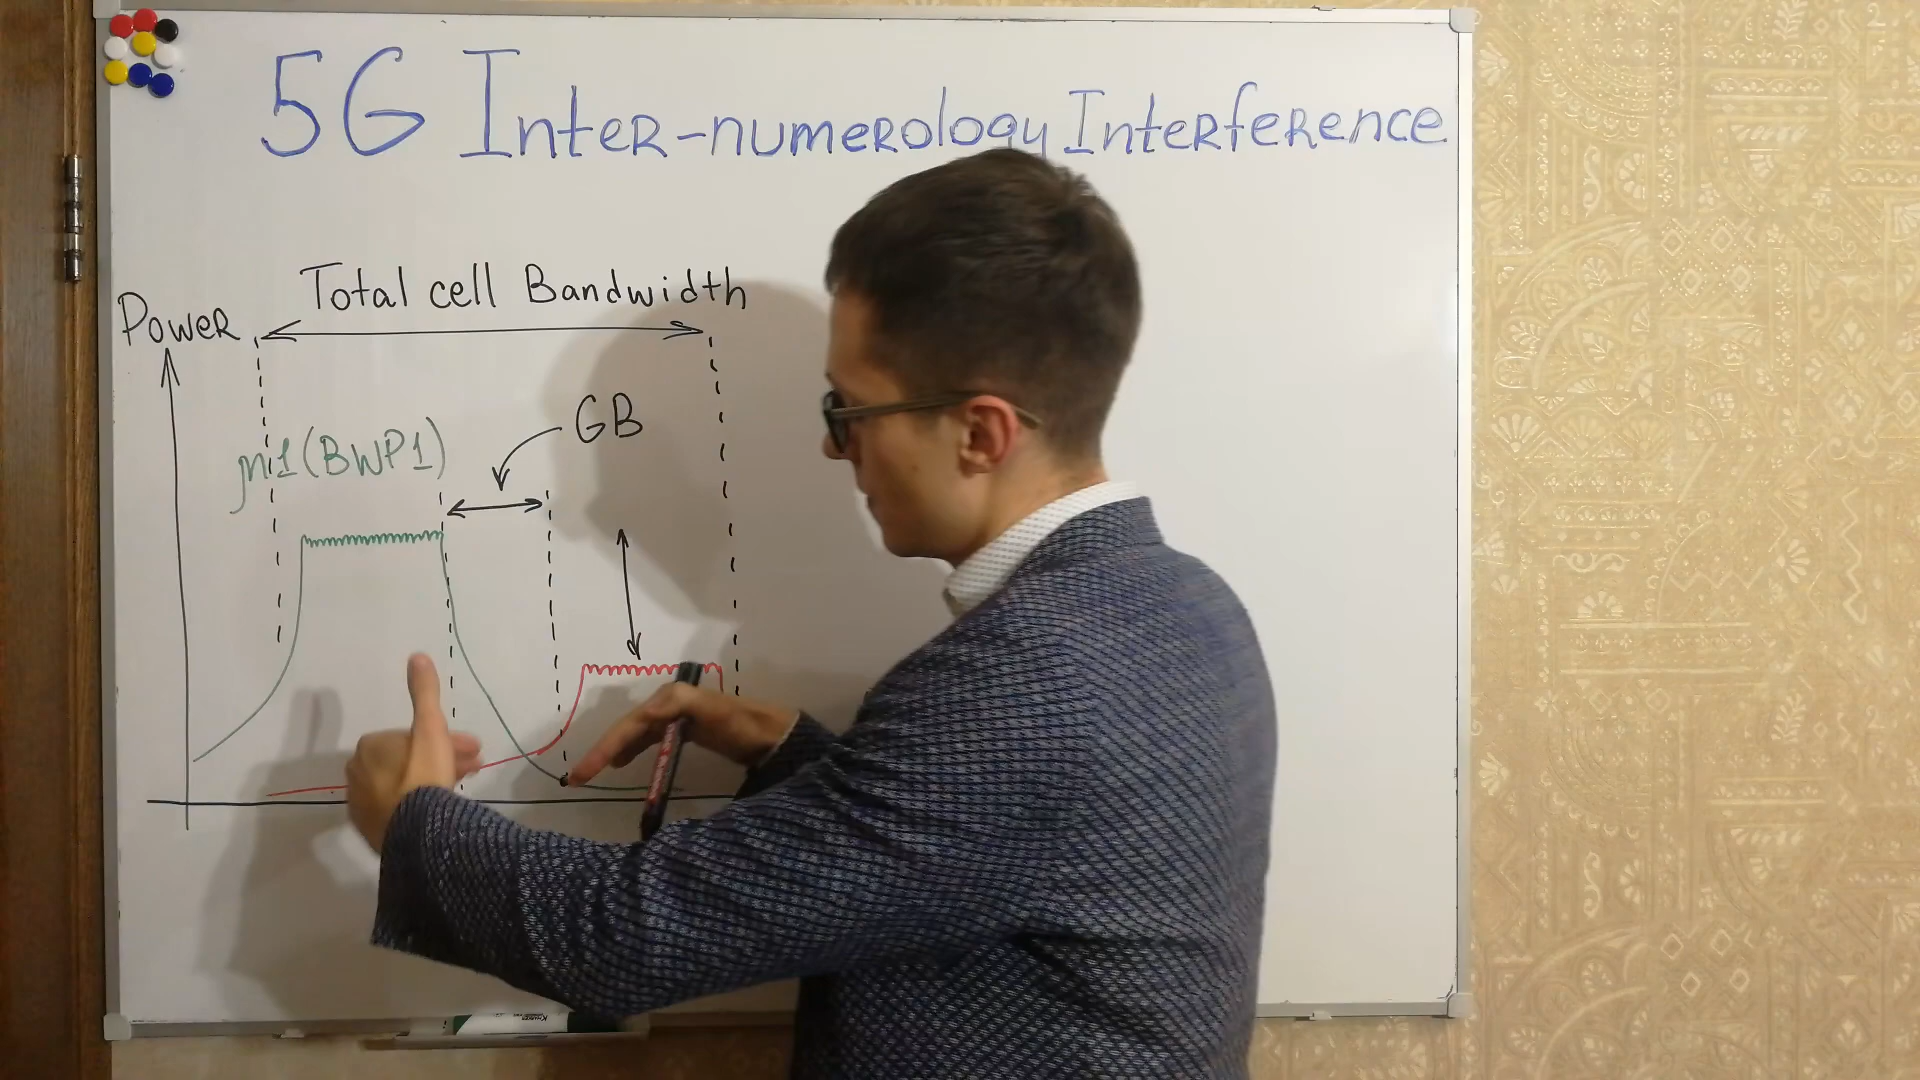 5G Inter-numerology Interference
Total cell Bandwidth
Power
GB
μ1(BWP1)